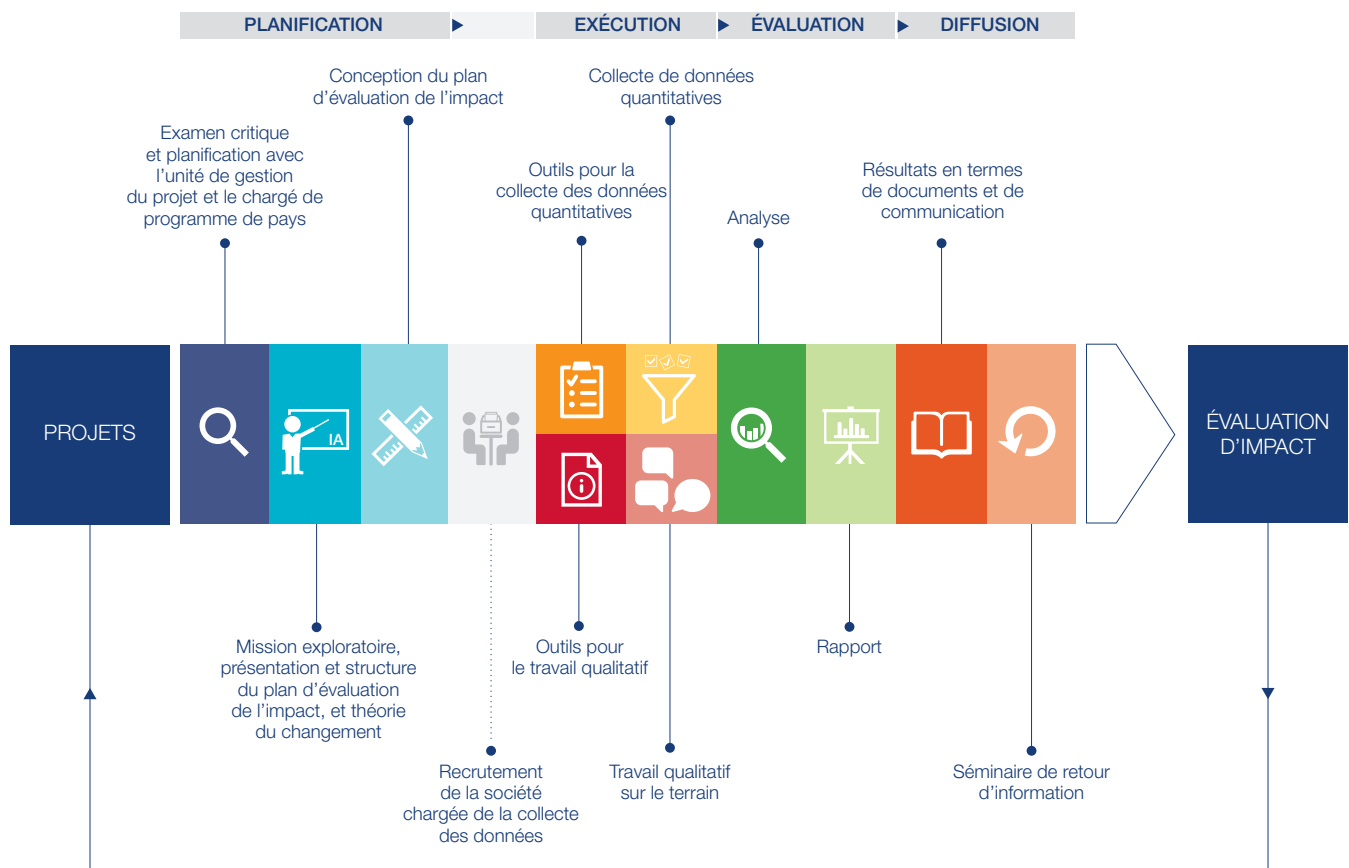 PLANIFICATION
EXÉCUTION
ÉVALUATION
DIFFUSION
Conception du plan
d'évaluation de l'impact
Collecte de données
quantitatives
Examen critique
et planification avec
l'unité de gestion
du projet et le chargé de
programme de pays
Outils pour la
collecte des données
quantitatives
Analyse
Résultats en termes
de documents et de
communication
PROJETS
IA
ÉVALUATION
D'IMPACT
Mission exploratoire,
présentation et structure
du plan d'évaluation
de l'impact, et théorie
du changement
Outils pour
le travail qualitatif
Rapport
Recrutement
de la société
chargée de la collecte
des données
Travail qualitatif
sur le terrain
Séminaire de retour
d'information